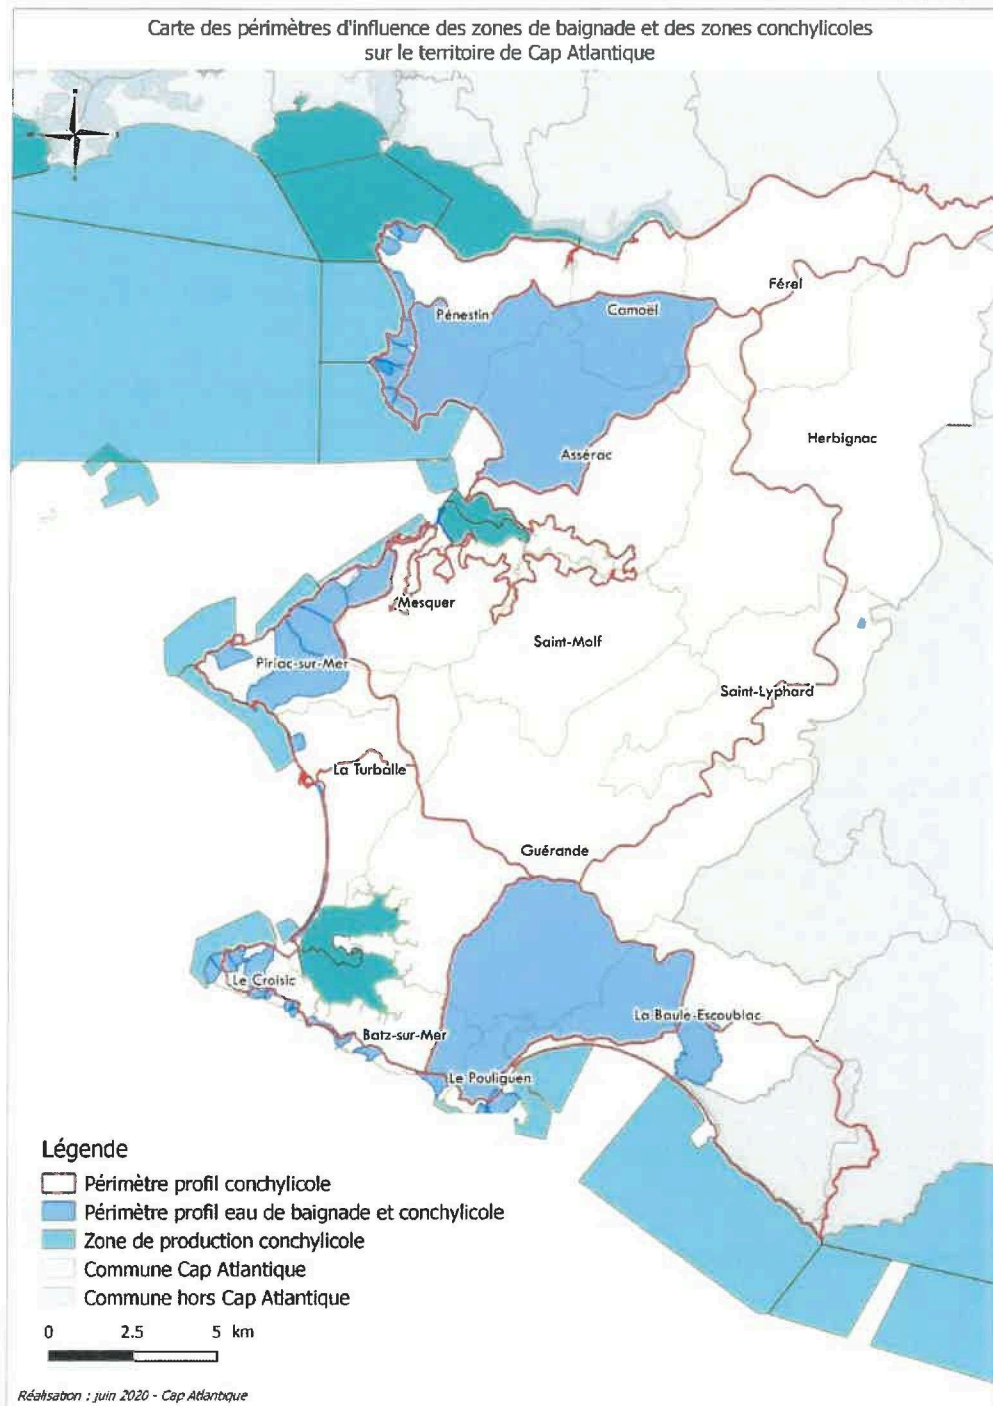 Carte des périmètres d'influence des zones de baignade et des zones conchylicoles
sur le territoire de Cap Atlantique
Férel
Pénestin
Camoël
Herbignac
Assérac
Mesquer
Saint-Molf
Piriac-sur-Mer
Saint-Lyphard
La Turballe
Guérande
Le Croisic
La Baule-Escoublac
Batz-sur-Mer
Le Pouliguen
Légende
Périmètre profil conchylicole
Périmètre profil eau de baignade et conchylicole
Zone de production conchylicole
Commune Cap Atlantique
Commune hors Cap Atlantique
0 2.5 5 km
Réalisation : juin 2020 - Cap Atlantique